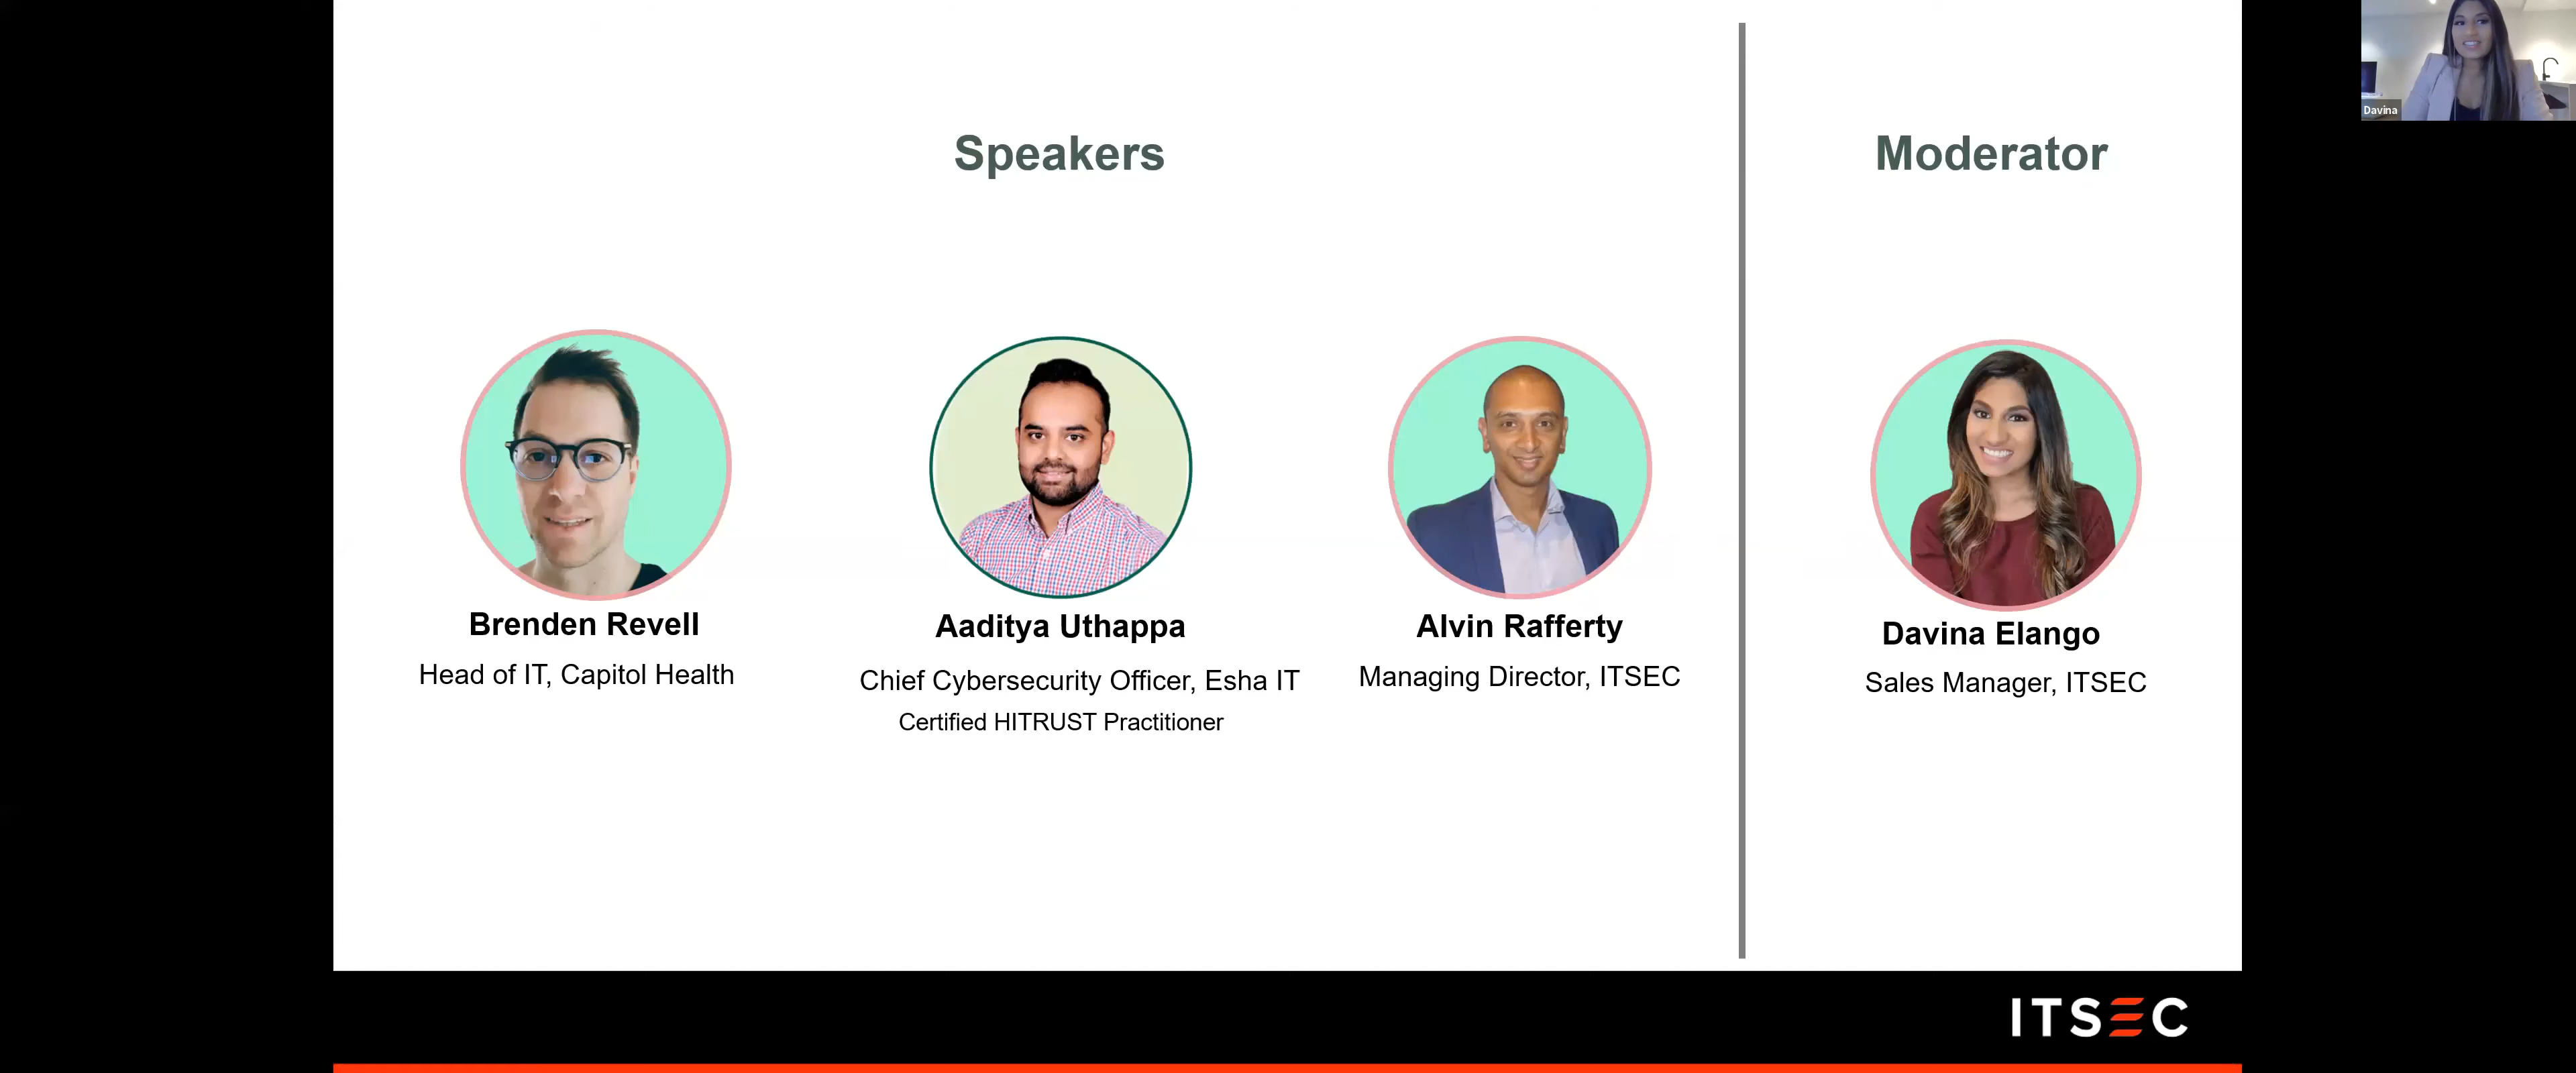 Speakers
Moderator
Davina
Brenden Revell
Head of IT, Capitol Health
Aaditya Uthappa
Chief Cybersecurity Officer, Esha IT
Certified HITRUST Practitioner
Alvin Rafferty
Managing Director, ITSEC
Davina Elango
Sales Manager, ITSEC
ITSEC